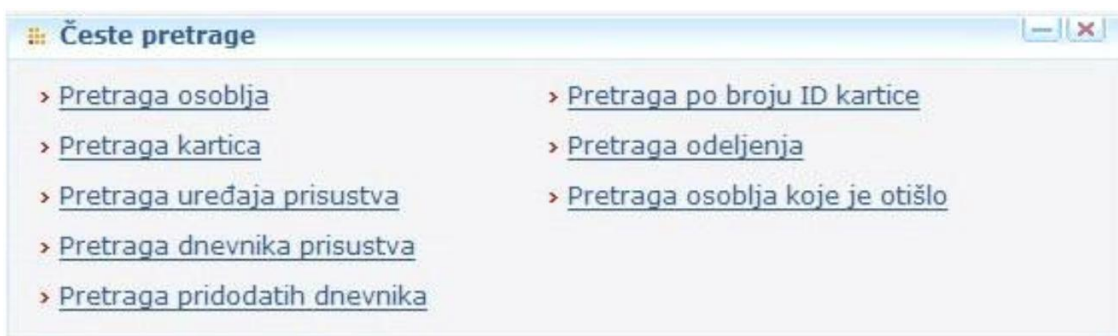 Česte pretrage
Pretraga osoblja
Pretraga kartica
Pretraga uređaja prisustva
Pretraga dnevnika prisustva
Pretraga pridodatih dnevnika
Pretraga po broju ID kartice
Pretraga odeljenja
Pretraga osoblja koje je otišlo